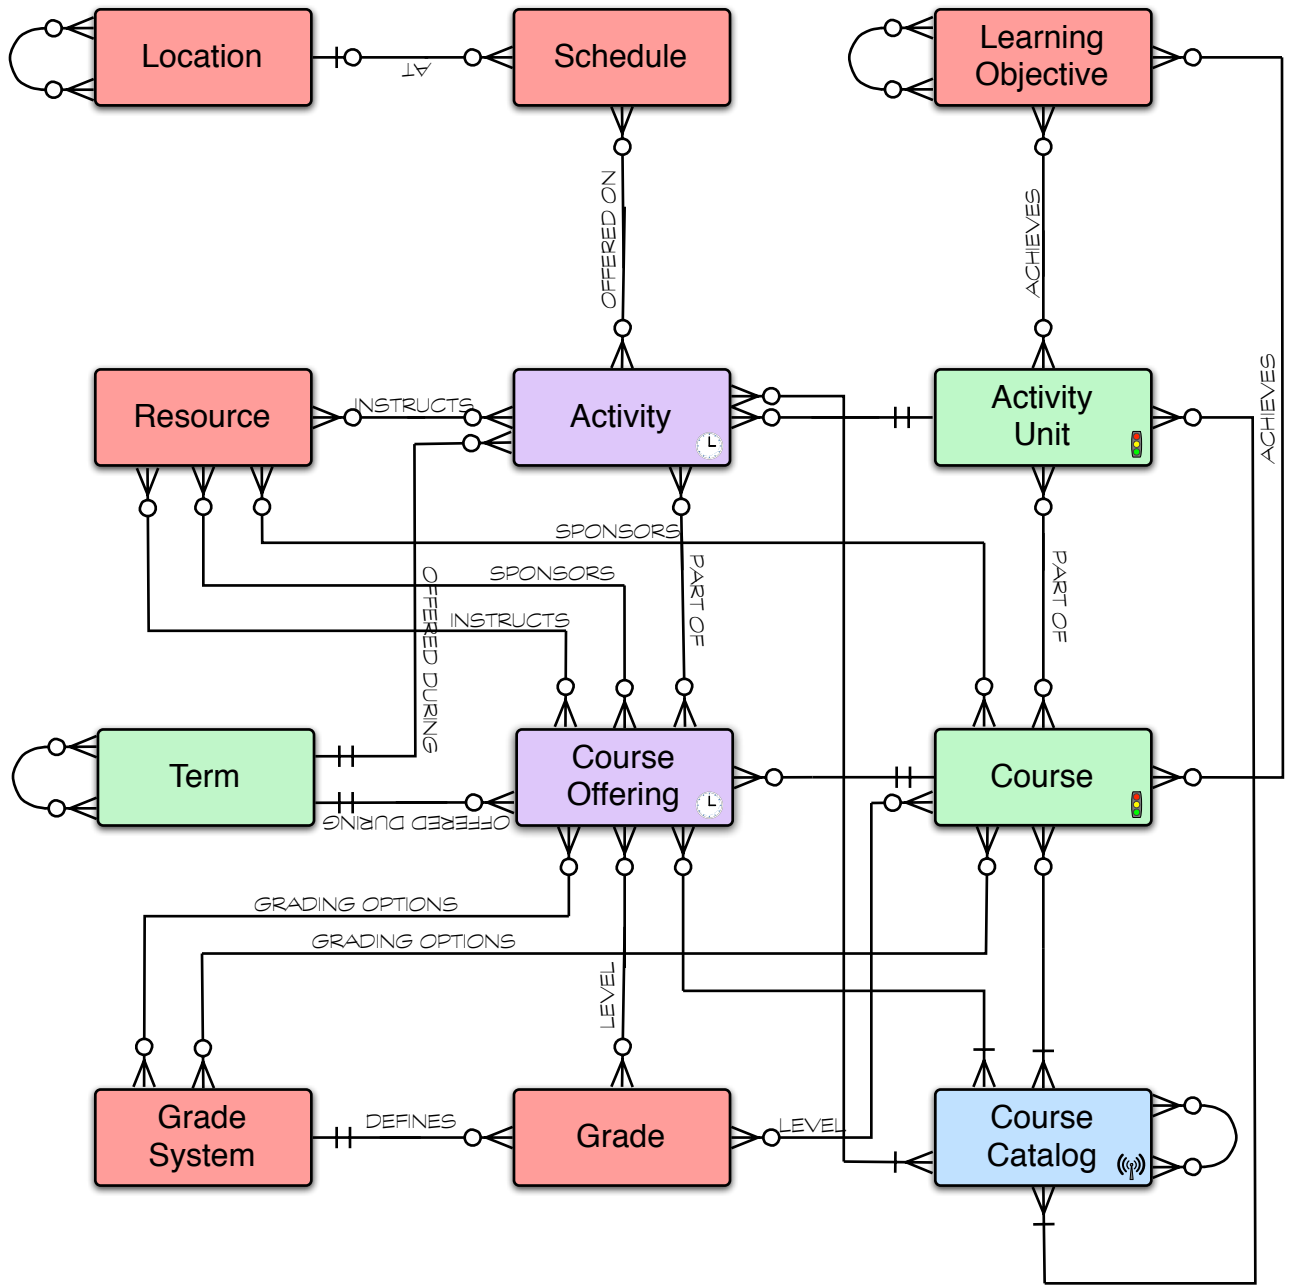 Location
AT
Schedule
Learning
Objective
OFFERED ON
ACHIEVES
Resource
INSTRUCTS
Activity
Activity
Unit
ACHIEVES
SPONSORS
SPONSORS
INSTRUCTS
OFFERED DURING
PART OF
PART OF
Term
OFFERED DURING
Course
Offering
Course
GRADING OPTIONS
GRADING OPTIONS
LEVEL
Grade
System
DEFINES
Grade
LEVEL
Course
Catalog